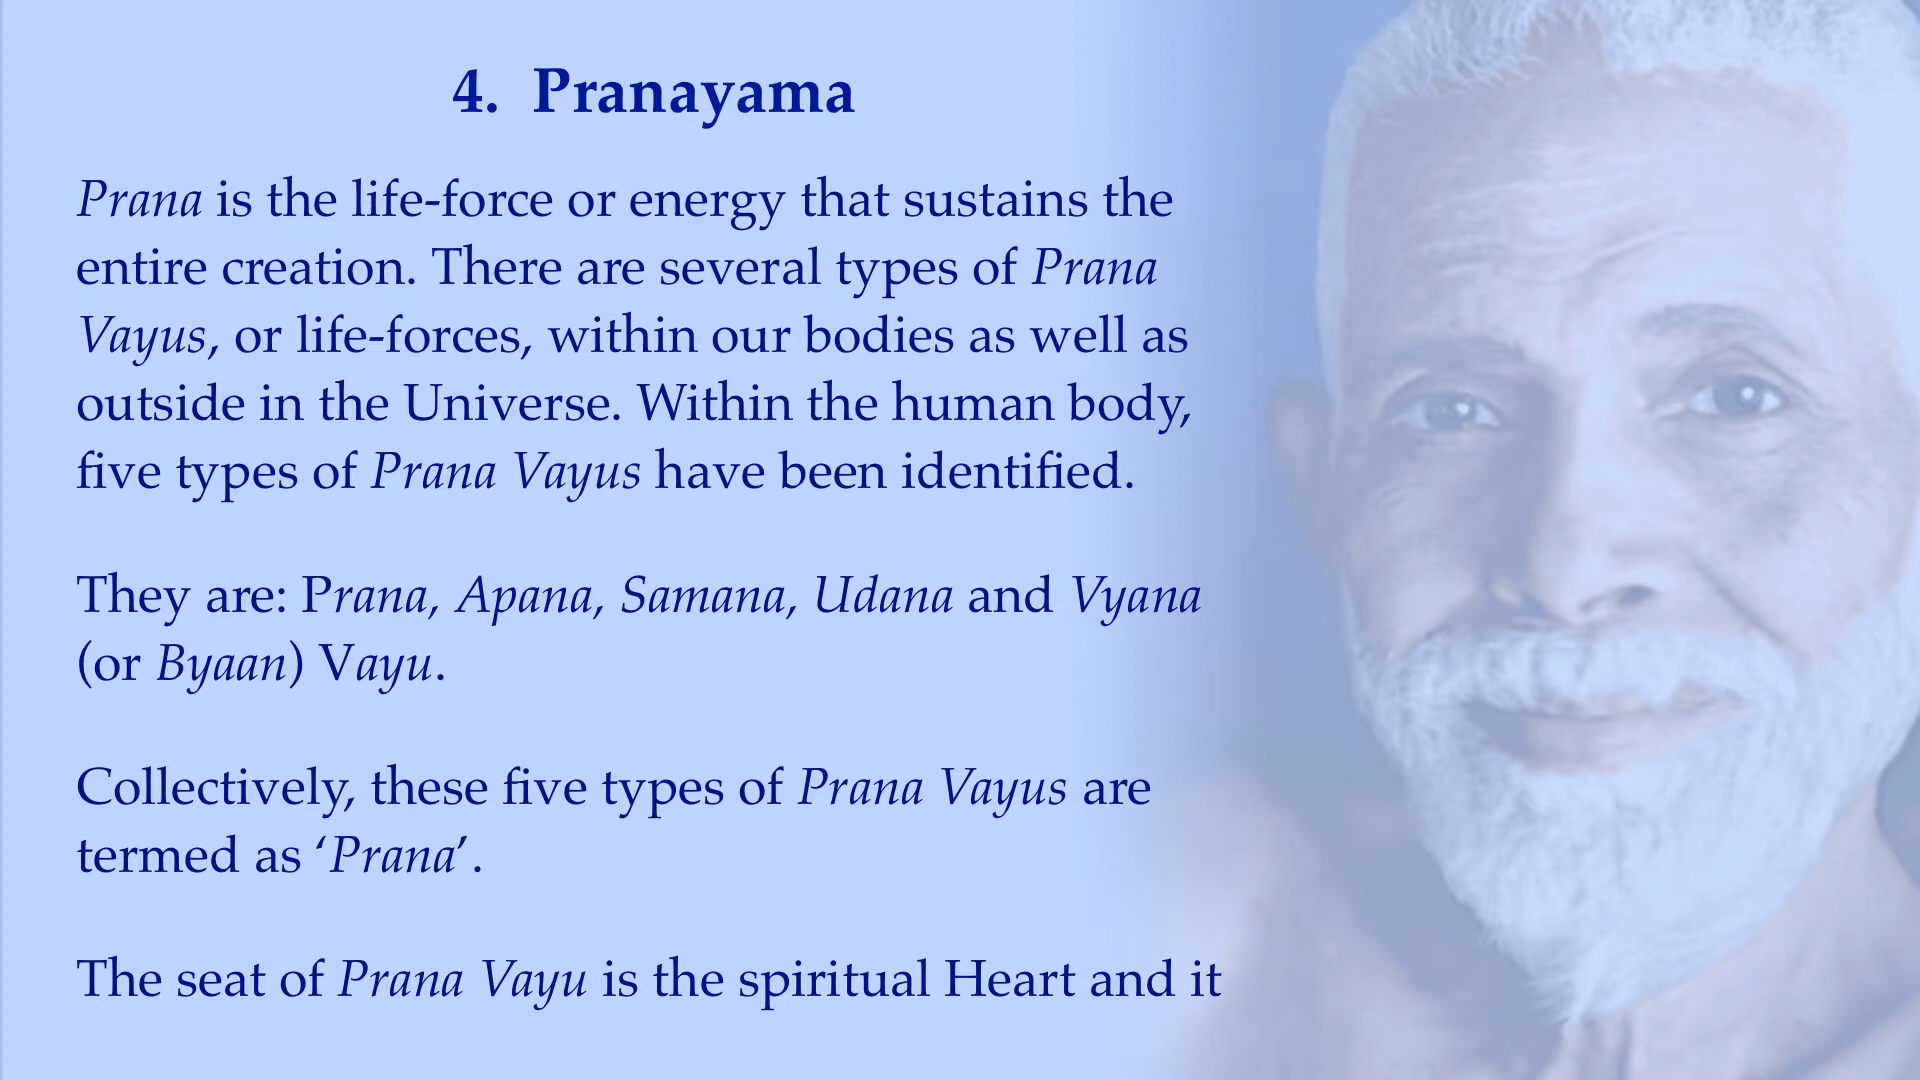 4. Pranayama
Prana is the life-force or energy that sustains the
entire creation. There are several types of Prana
Vayus, or life-forces, within our bodies as well as
outside in the Universe. Within the human body,
five types of Prana Vayus have been identified.
They are: Prana, Apana, Samana, Udana and Vyana
(or Byaan) Vayu.
Collectively, these five types of Prana Vayus are
termed as ‘Prana’.
The seat of Prana Vayu is the spiritual Heart and it